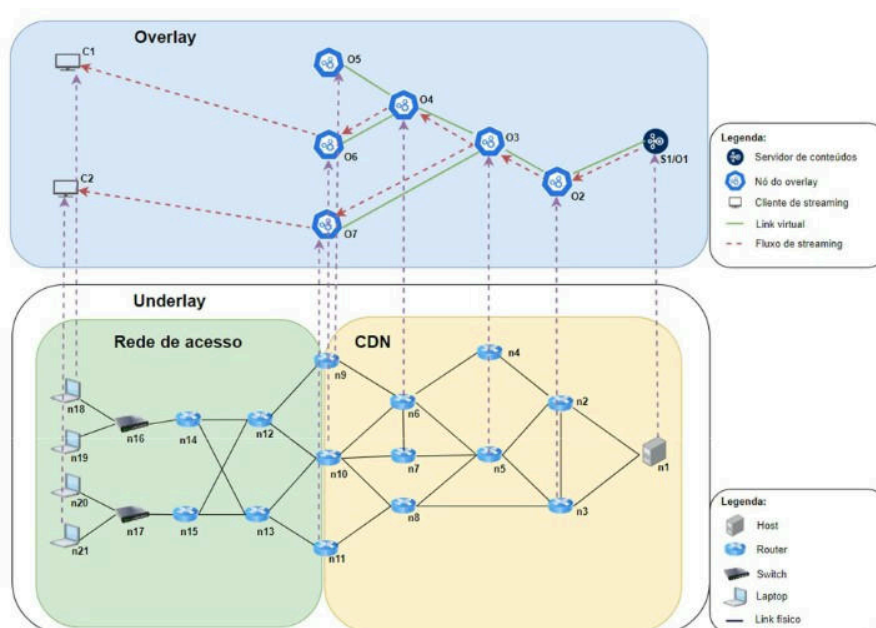 Overlay
C1
O5
O4
O6
O3
S1/O1
C2
O2
O7
Legenda:
Servidor de conteúdos
Nó do overlay
Cliente de streaming
Link virtual
Fluxo de streaming
Underlay
Rede de acesso
CDN
n9
n4
n18
n6
n2
n16
n14
n12
n19
n10
n7
n5
n1
n20
n17
n15
n13
n8
n3
n21
n11
Legenda:
Host
Router
Switch
Laptop
Link físico